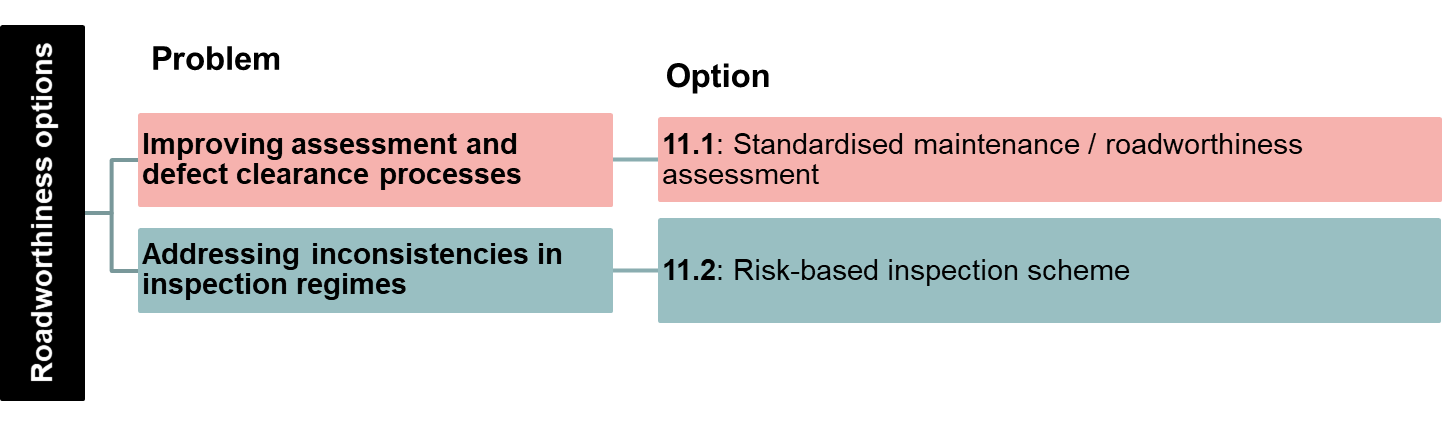 Roadworthiness options
Problem
Option
Improving assessment and
defect clearance processes
11.1: Standardised maintenance / roadworthiness
assessment
Addressing inconsistencies in
inspection regimes
11.2: Risk-based inspection scheme